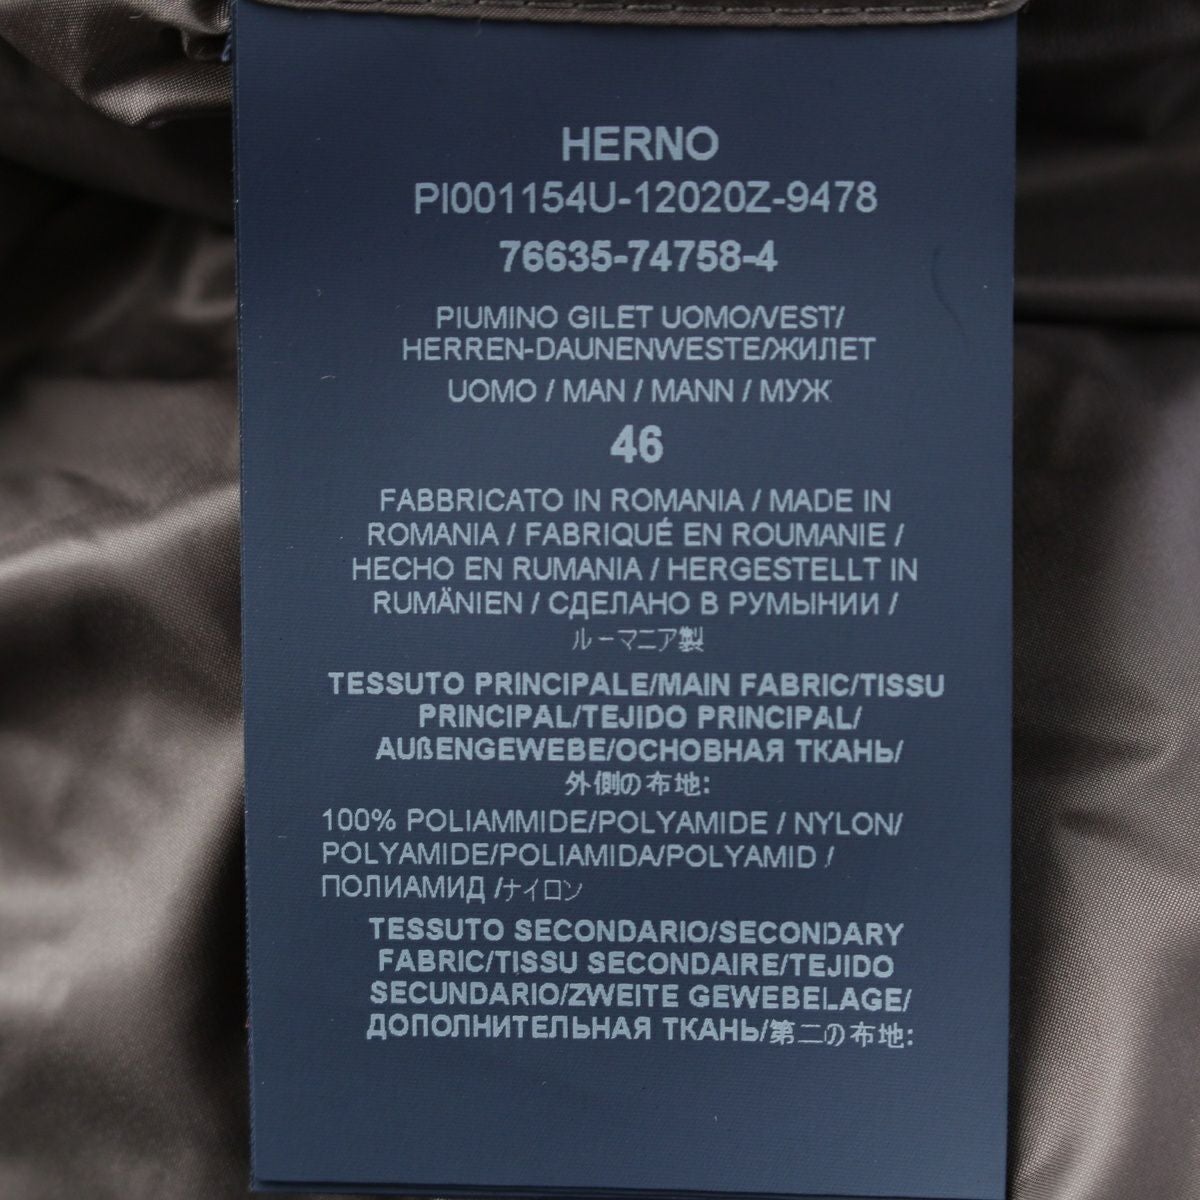 HERNO
PI001154U-12020Z-9478
76635-74758-4
PIUMINO GILET UOMO/VEST/
HERREN-DAUNENWESTE/ЖИЛЕТ
UOMO / MAN / MANN / МУЖ
46
FABBRICATO IN ROMANIA / MADE IN
ROMANIA / FABRIQUÉ EN ROUMANIE /
HECHO EN RUMANIA / HERGESTELLT IN
RUMÄNIEN / СДЕЛАНО В РУМЫНИИ /
ルーマニア製
TESSUTO PRINCIPALE/MAIN FABRIC/TISSU
PRINCIPAL/TEJIDO PRINCIPAL/
AUßENGEWEBE/ОСНОВНАЯ ТКАНЬ/
外側の布地:
100% POLIAMMIDE/POLYAMIDE / NYLON/
POLYAMIDE/POLIAMIDA/POLYAMID /
ПОЛИАМИД /ナイロン
TESSUTO SECONDARIO/SECONDARY
FABRIC/TISSU SECONDAIRE/TEJIDO
SECUNDARIO/ZWEITE GEWEBELAGE/
ДОПОЛНИТЕЛЬНАЯ ТКАНЬ/第二の布地: